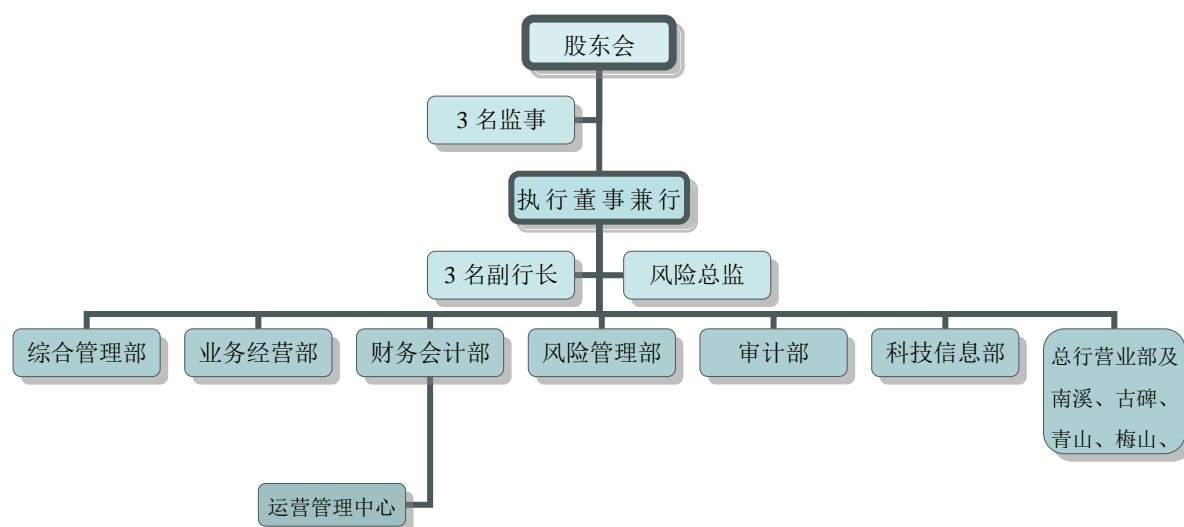 股东会
3 名监事
执行董事兼行
3 名副行长
风险总监
综合管理部
业务经营部
财务会计部
风险管理部
审计部
科技信息部
总行营业部及
南溪、古碑、
青山、梅山、
运营管理中心